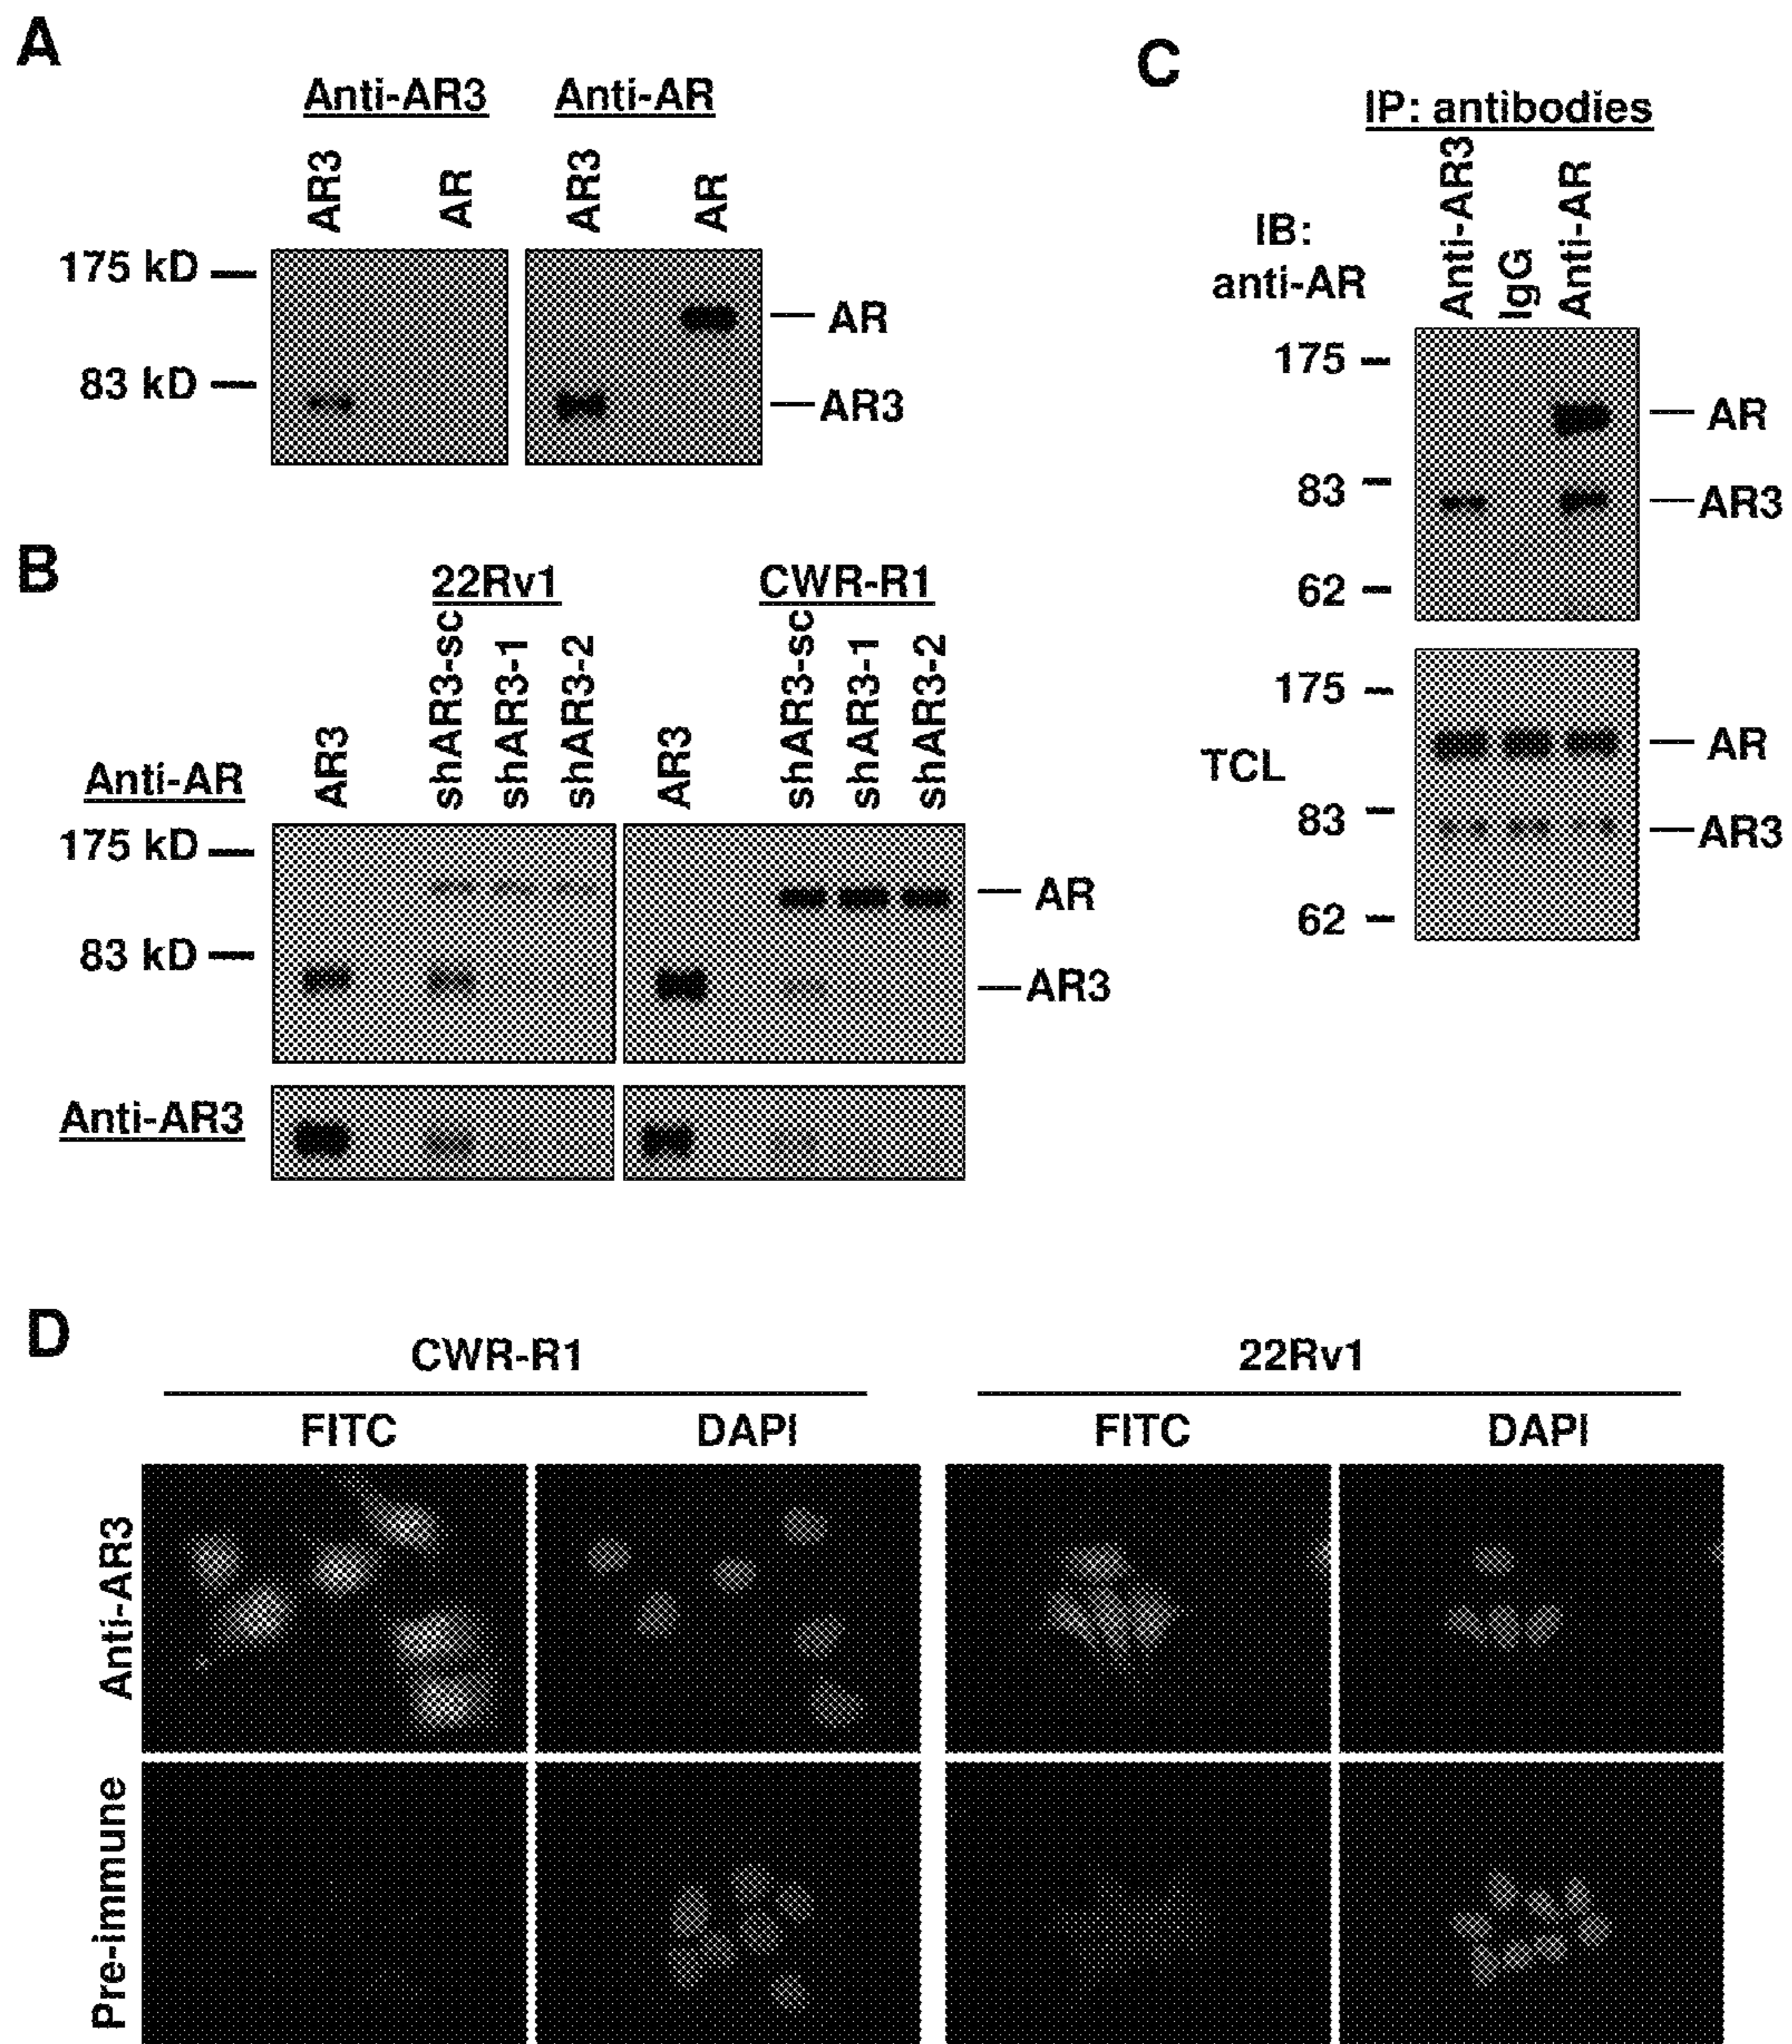 A
Anti-AR3 Anti-AR
AR3 AR AR3 AR
175 kD
83 kD
AR
AR3
B
22Rv1 CWR-R1
Anti-AR
AR3 shAR3-sc shAR3-1 shAR3-2 AR3 shAR3-sc shAR3-1 shAR3-2
175 kD
83 kD
AR
AR3
Anti-AR3
C
IP: antibodies
IB:
anti-AR
Anti-AR3 IgG Anti-AR
175
83
62
AR
AR3
TCL
175
83
62
AR
AR3
D
CWR-R1 22Rv1
FITC DAPI FITC DAPI
Anti-AR3
Pre-immune